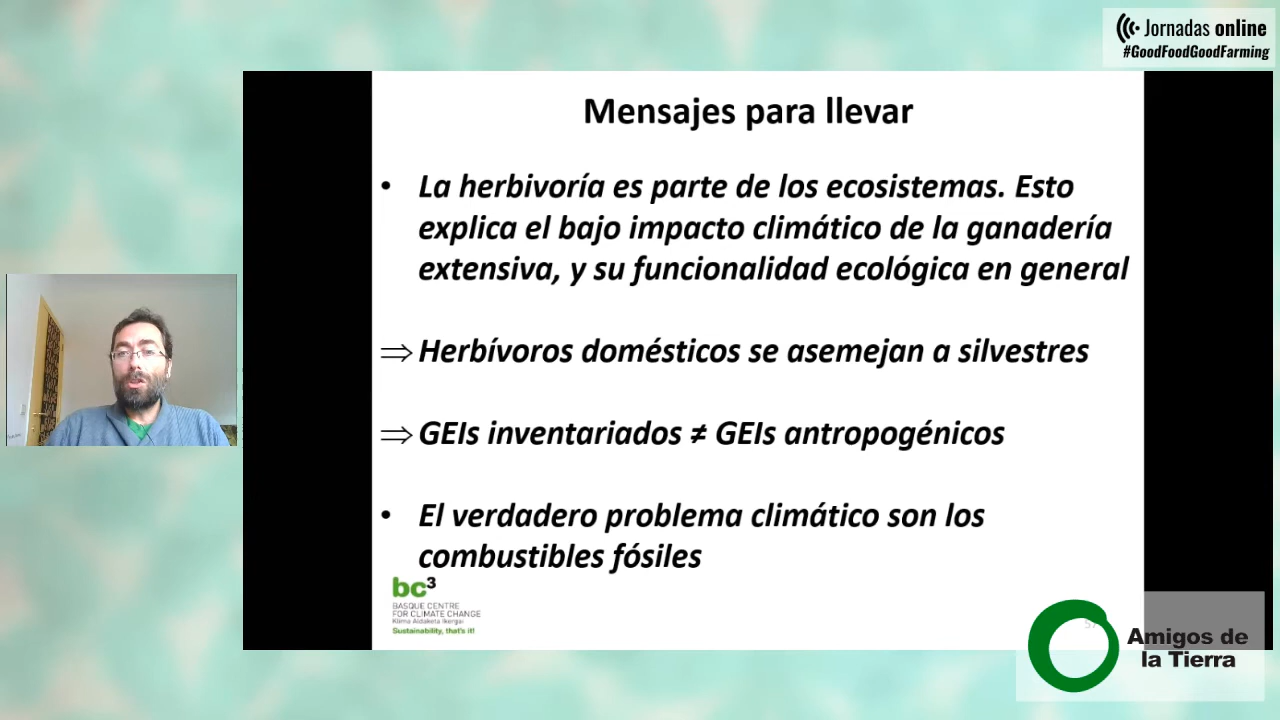 Jornadas online
#GoodFoodGoodFarming
Mensajes para llevar
• La herbivoría es parte de los ecosistemas. Esto
explica el bajo impacto climático de la ganadería
extensiva, y su funcionalidad ecológica en general
⇒ Herbívoros domésticos se asemejan a silvestres
⇒ GEIs inventariados ≠ GEIs antropogénicos
• El verdadero problema climático son los
combustibles fósiles
bc³
BASQUE CENTRE
FOR CLIMATE CHANGE
Klima Aldaketa Ikergai
Sustainability, that's it!
Amigos de
la Tierra